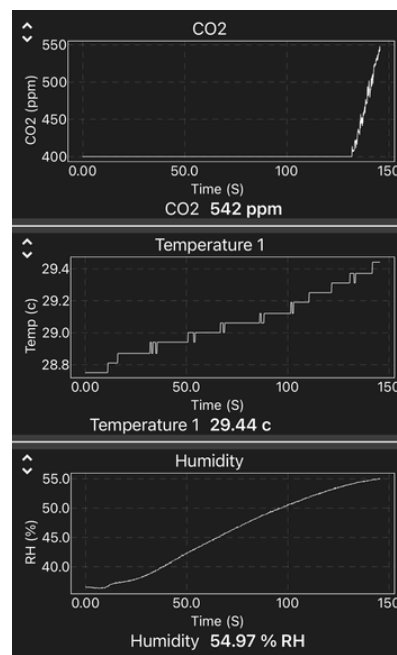 CO2
550
500
450
400
CO2 (ppm)
0.00 50.0 100 150
Time (S)
CO2 542 ppm
Temperature 1
29.4
29.2
29.0
28.8
Temp (c)
0.00 50.0 100 150
Time (S)
Temperature 1 29.44 c
Humidity
55.0
50.0
45.0
40.0
RH (%)
0.00 50.0 100 150
Time (S)
Humidity 54.97 % RH